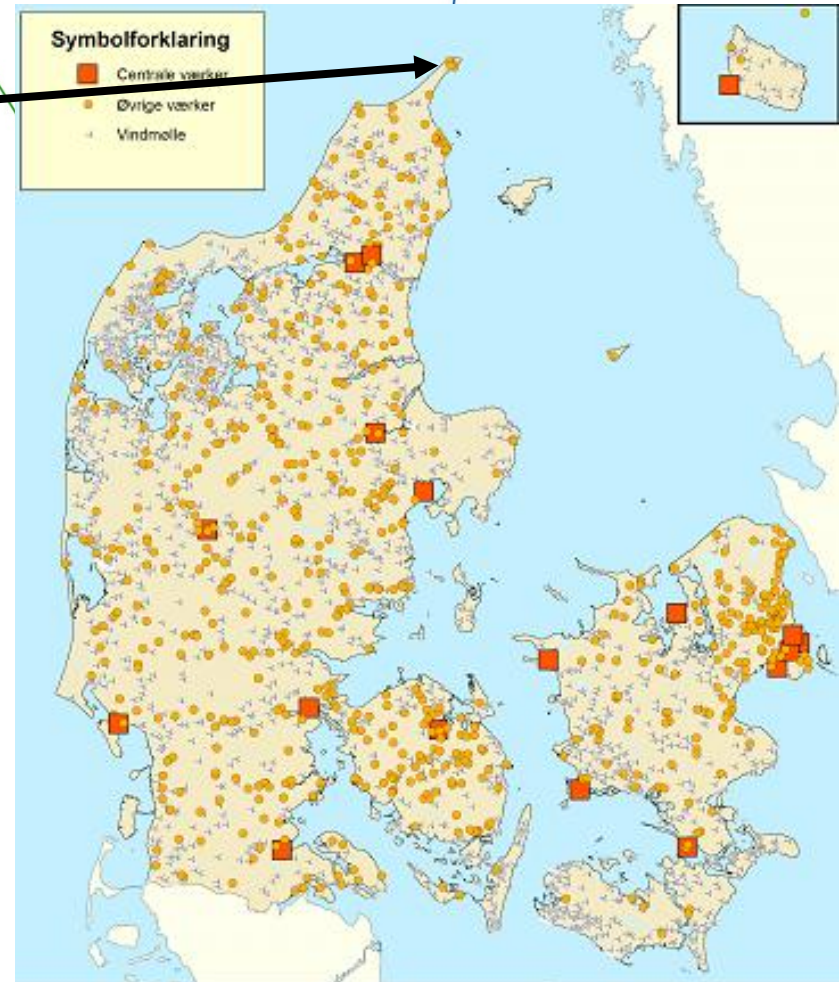 Symbolforklaring
Centrale værker
Øvrige værker
Vindmølle